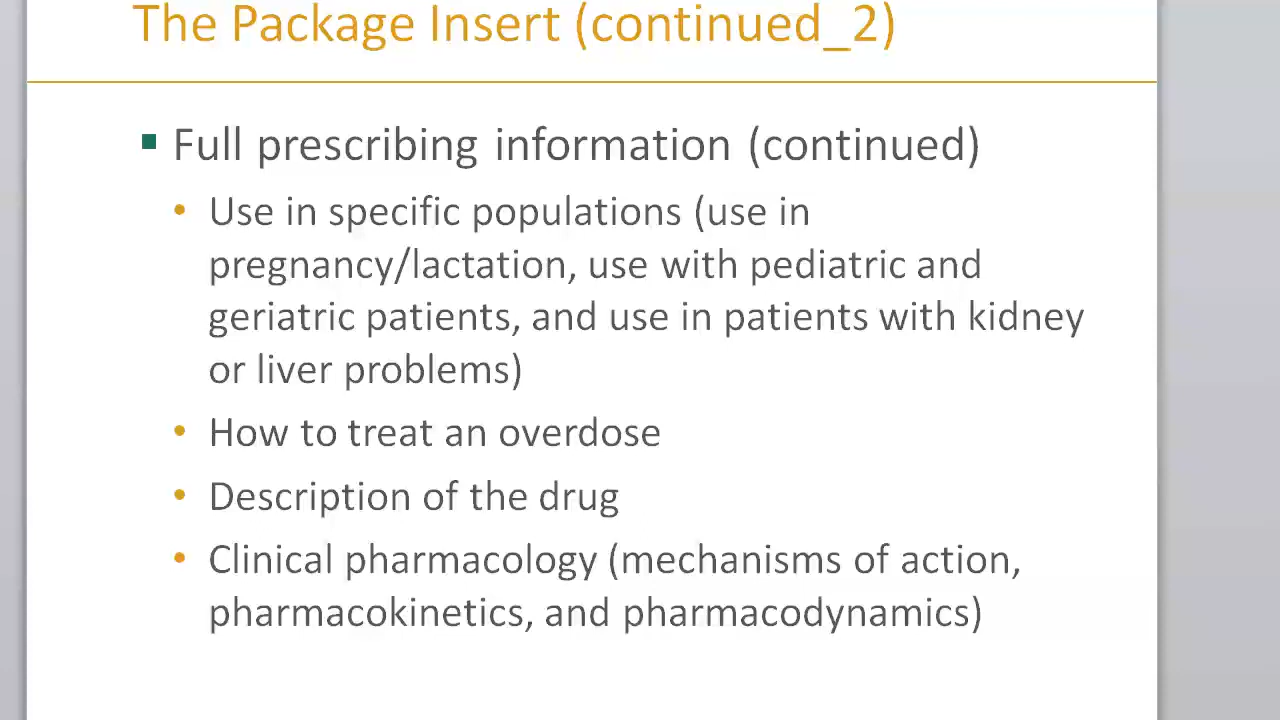 The Package Insert (continued_2)
▪ Full prescribing information (continued)
• Use in specific populations (use in
pregnancy/lactation, use with pediatric and
geriatric patients, and use in patients with kidney
or liver problems)
• How to treat an overdose
• Description of the drug
• Clinical pharmacology (mechanisms of action,
pharmacokinetics, and pharmacodynamics)